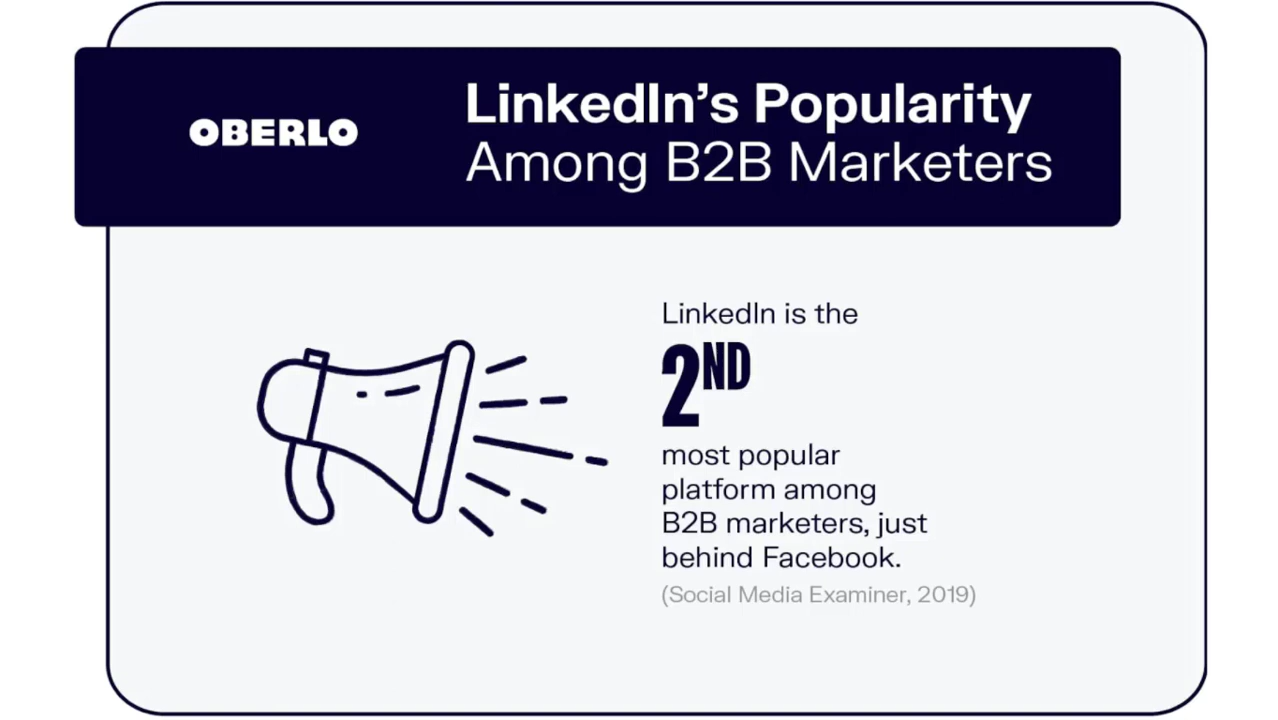 OBERLO
LinkedIn’s Popularity
Among B2B Marketers
LinkedIn is the
2ND
most popular
platform among
B2B marketers, just
behind Facebook.
(Social Media Examiner, 2019)